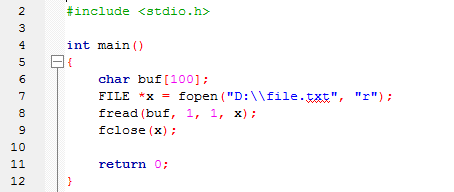 2 #include <stdio.h>
3
4 int main()
5 {
6 char buf[100];
7 FILE *x = fopen("D:\\file.txt", "r");
8 fread(buf, 1, 1, x);
9 fclose(x);
10
11 return 0;
12 }